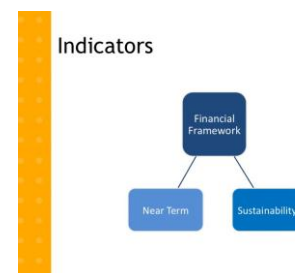 Indicators
Financial
Framework
Near Term
Sustainability